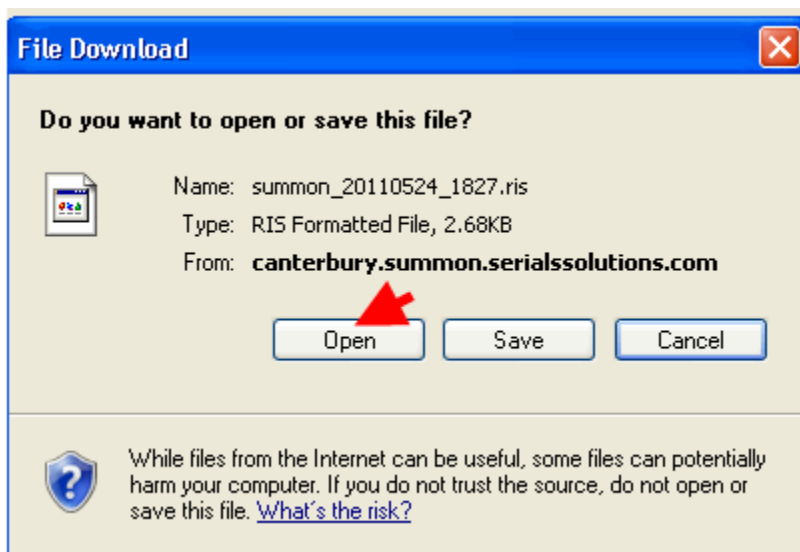 File Download
Do you want to open or save this file?
Name: summon_20110524_1827.ris
Type: RIS Formatted File, 2.68KB
From: canterbury.summon.serialssolutions.com
Open Save Cancel
While files from the Internet can be useful, some files can potentially
harm your computer. If you do not trust the source, do not open or
save this file. What's the risk?